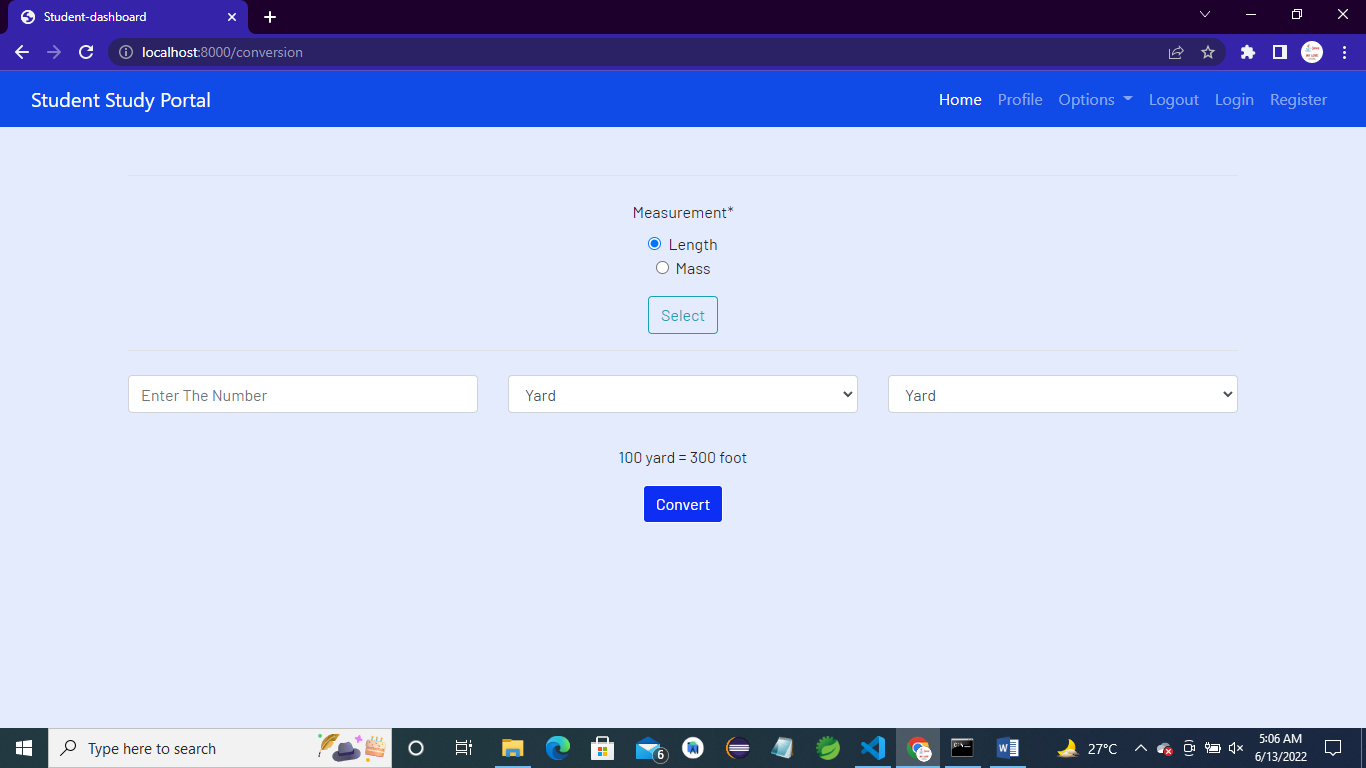 Student-dashboard
localhost:8000/conversion
Student Study Portal
Home Profile Options Logout Login Register
Measurement*
Length
Mass
Select
Enter The Number Yard Yard
100 yard = 300 foot
Convert
Type here to search
6
27°C
5:06 AM
6/13/2022